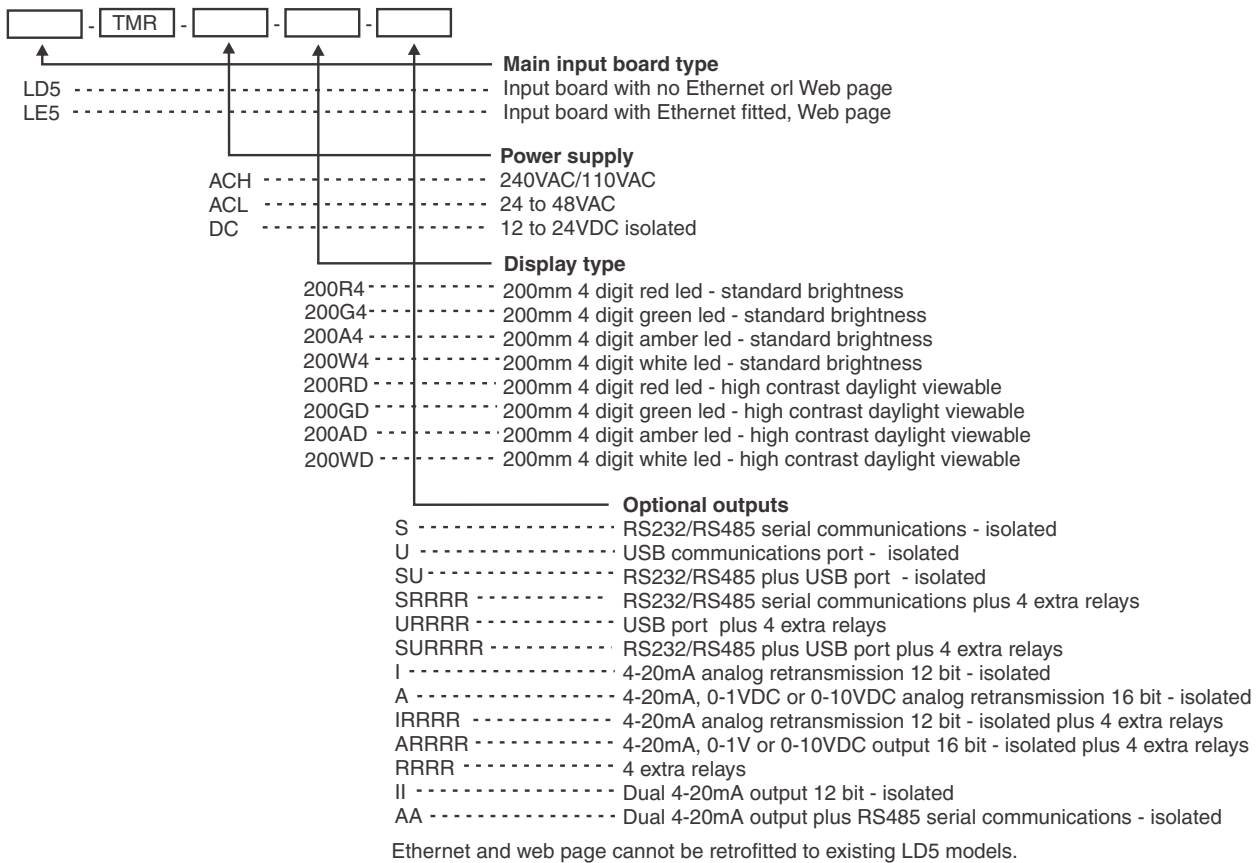 - TMR - - -
Main input board type
LD5 Input board with no Ethernet orl Web page
LE5 Input board with Ethernet fitted, Web page
Power supply
ACH 240VAC/110VAC
ACL 24 to 48VAC
DC 12 to 24VDC isolated
Display type
200R4 200mm 4 digit red led - standard brightness
200G4 200mm 4 digit green led - standard brightness
200A4 200mm 4 digit amber led - standard brightness
200W4 200mm 4 digit white led - standard brightness
200RD 200mm 4 digit red led - high contrast daylight viewable
200GD 200mm 4 digit green led - high contrast daylight viewable
200AD 200mm 4 digit amber led - high contrast daylight viewable
200WD 200mm 4 digit white led - high contrast daylight viewable
Optional outputs
S RS232/RS485 serial communications - isolated
U USB communications port - isolated
SU RS232/RS485 plus USB port - isolated
SRRRR RS232/RS485 serial communications plus 4 extra relays
URRRR USB port plus 4 extra relays
SURRRR RS232/RS485 plus USB port plus 4 extra relays
I 4-20mA analog retransmission 12 bit - isolated
A 4-20mA, 0-1VDC or 0-10VDC analog retransmission 16 bit - isolated
IRRRR 4-20mA analog retransmission 12 bit - isolated plus 4 extra relays
ARRRR 4-20mA, 0-1V or 0-10VDC output 16 bit - isolated plus 4 extra relays
RRRR 4 extra relays
II Dual 4-20mA output 12 bit - isolated
AA Dual 4-20mA output plus RS485 serial communications - isolated
Ethernet and web page cannot be retrofitted to existing LD5 models.